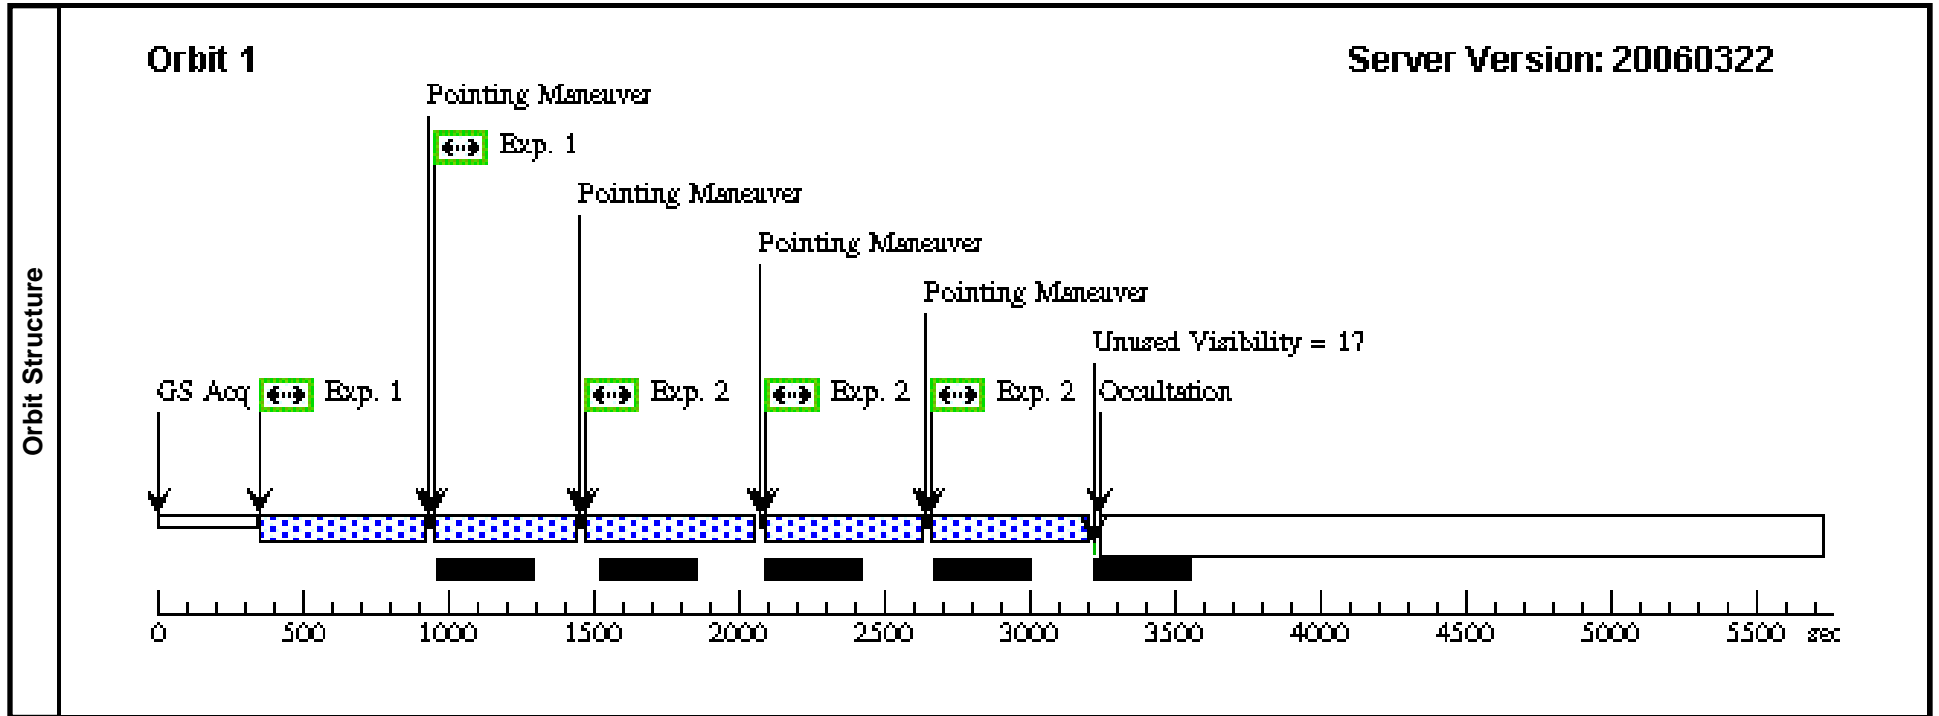 Orbit Structure
Orbit 1
Server Version: 20060322
Pointing Maneuver
Exp. 1
Pointing Maneuver
Pointing Maneuver
Pointing Maneuver
Unused Visibility = 17
GS Acq
Exp. 1
Exp. 2
Exp. 2
Exp. 2
Occultation
0 500 1000 1500 2000 2500 3000 3500 4000 4500 5000 5500 sec